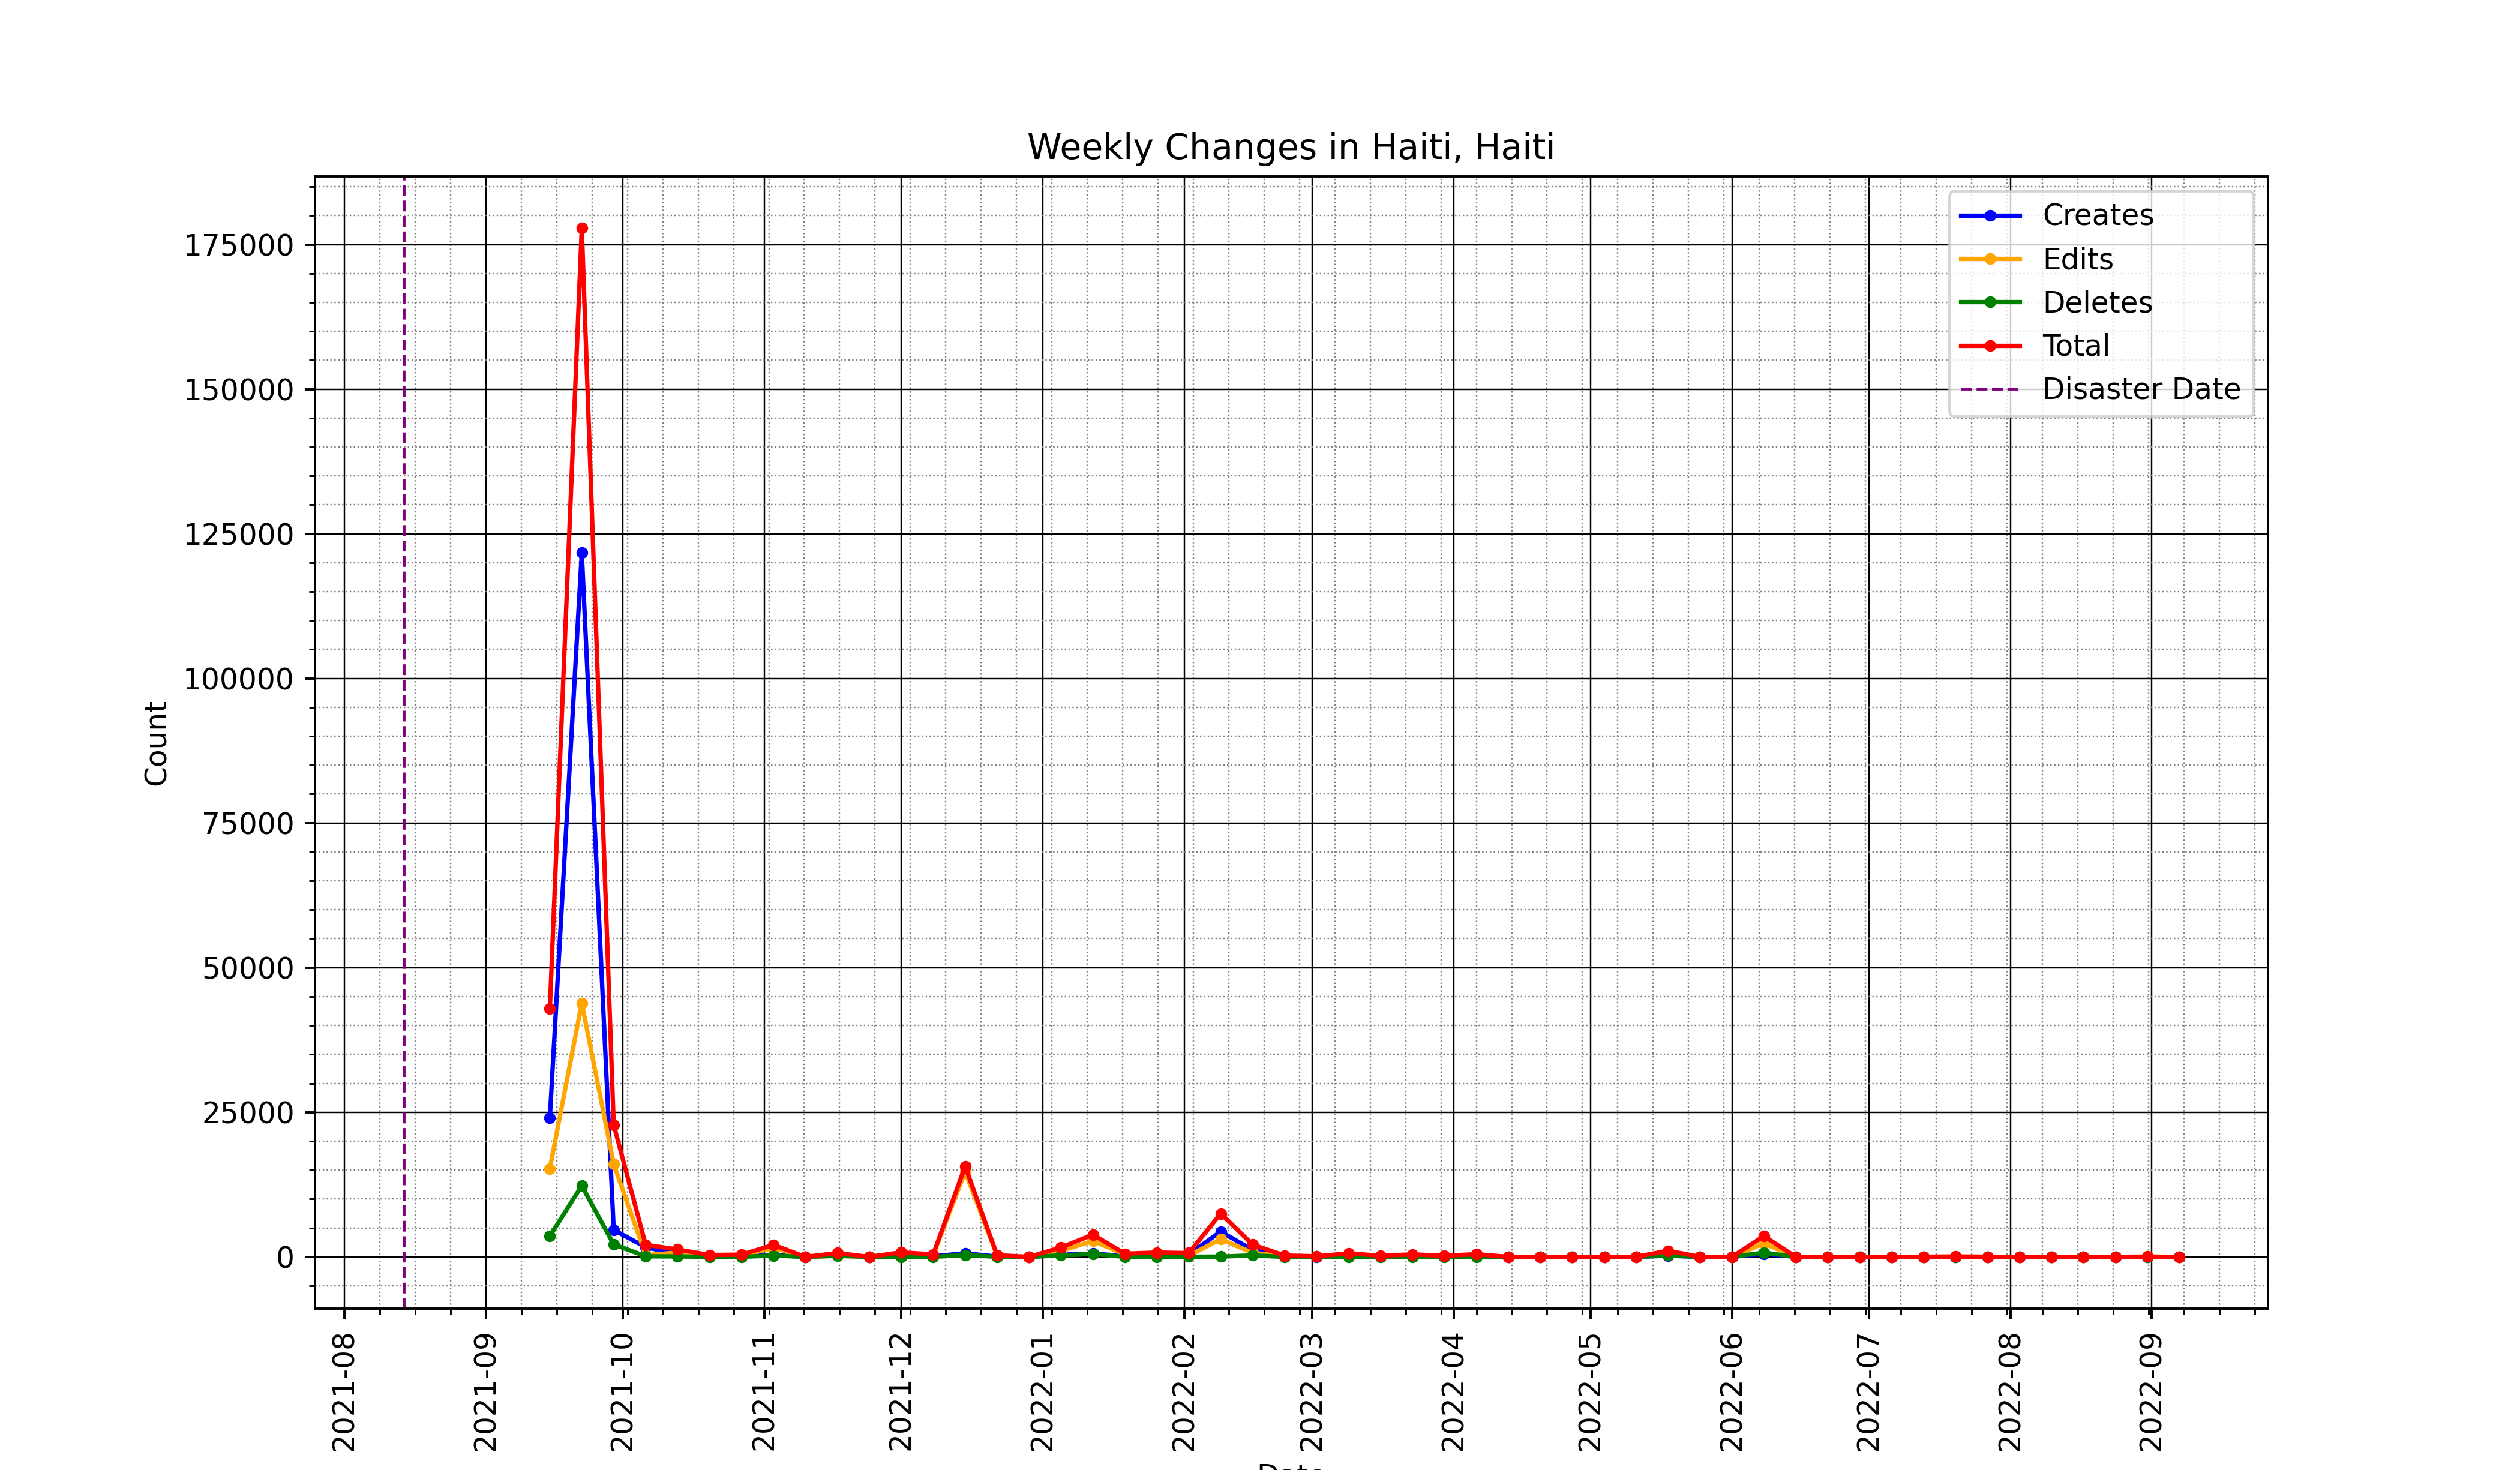 Weekly Changes in Haiti, Haiti
Creates
Edits
Deletes
Total
Disaster Date
175000
150000
125000
100000
75000
50000
25000
0
Count
2021-08
2021-09
2021-10
2021-11
2021-12
2022-01
2022-02
2022-03
2022-04
2022-05
2022-06
2022-07
2022-08
2022-09
Date